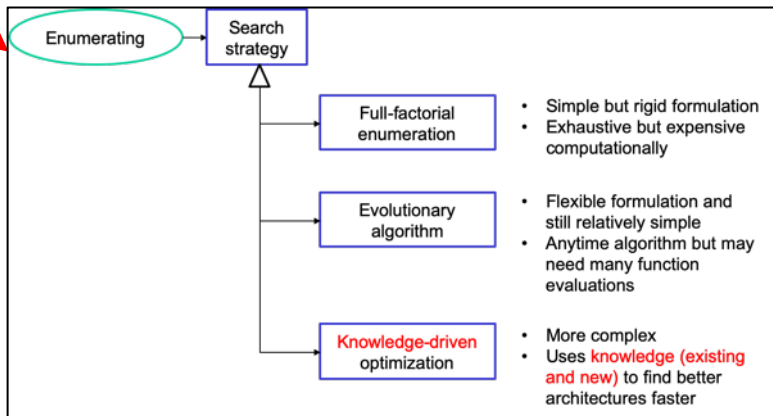 Enumerating
Search
strategy
Full-factorial
enumeration
• Simple but rigid formulation
• Exhaustive but expensive
computationally
Evolutionary
algorithm
• Flexible formulation and
still relatively simple
• Anytime algorithm but may
need many function
evaluations
Knowledge-driven
optimization
• More complex
• Uses knowledge (existing
and new) to find better
architectures faster